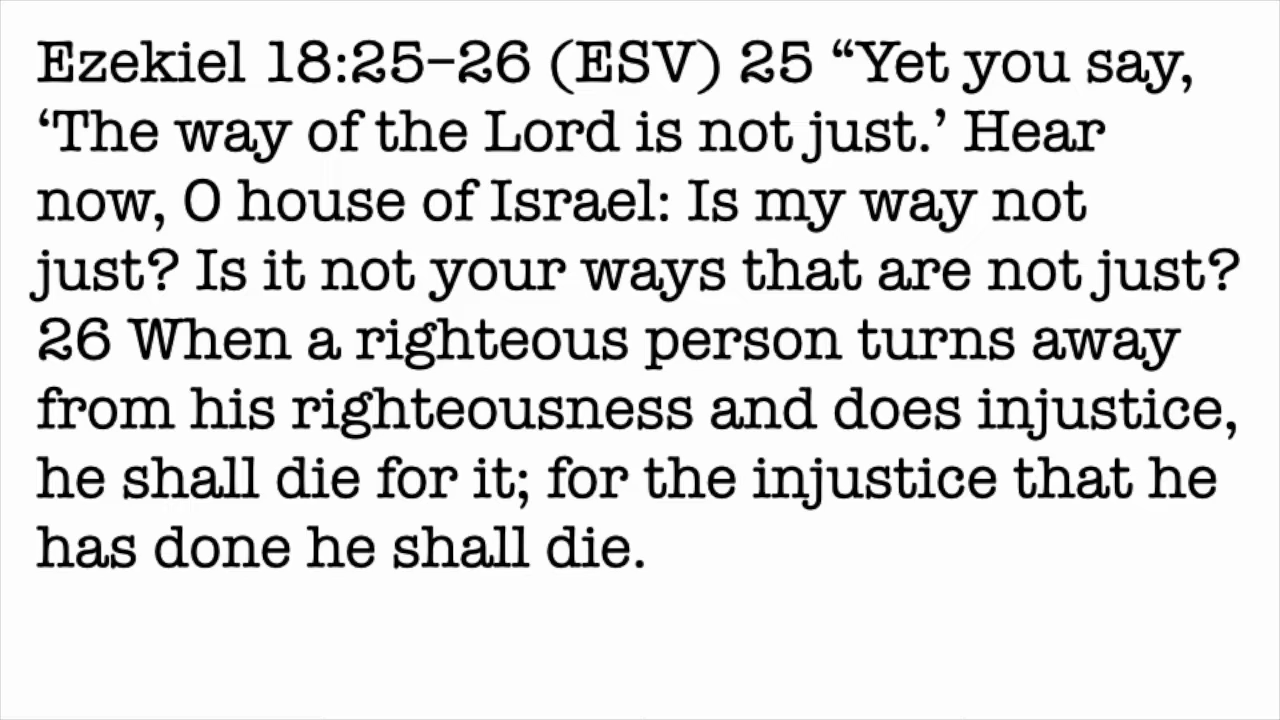 Ezekiel 18:25–26 (ESV) 25 “Yet you say,
‘The way of the Lord is not just.’ Hear
now, O house of Israel: Is my way not
just? Is it not your ways that are not just?
26 When a righteous person turns away
from his righteousness and does injustice,
he shall die for it; for the injustice that he
has done he shall die.